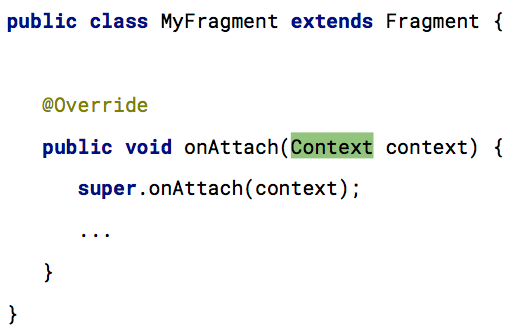 public class MyFragment extends Fragment {
@Override
public void onAttach(Context context) {
super.onAttach(context);
...
}
}